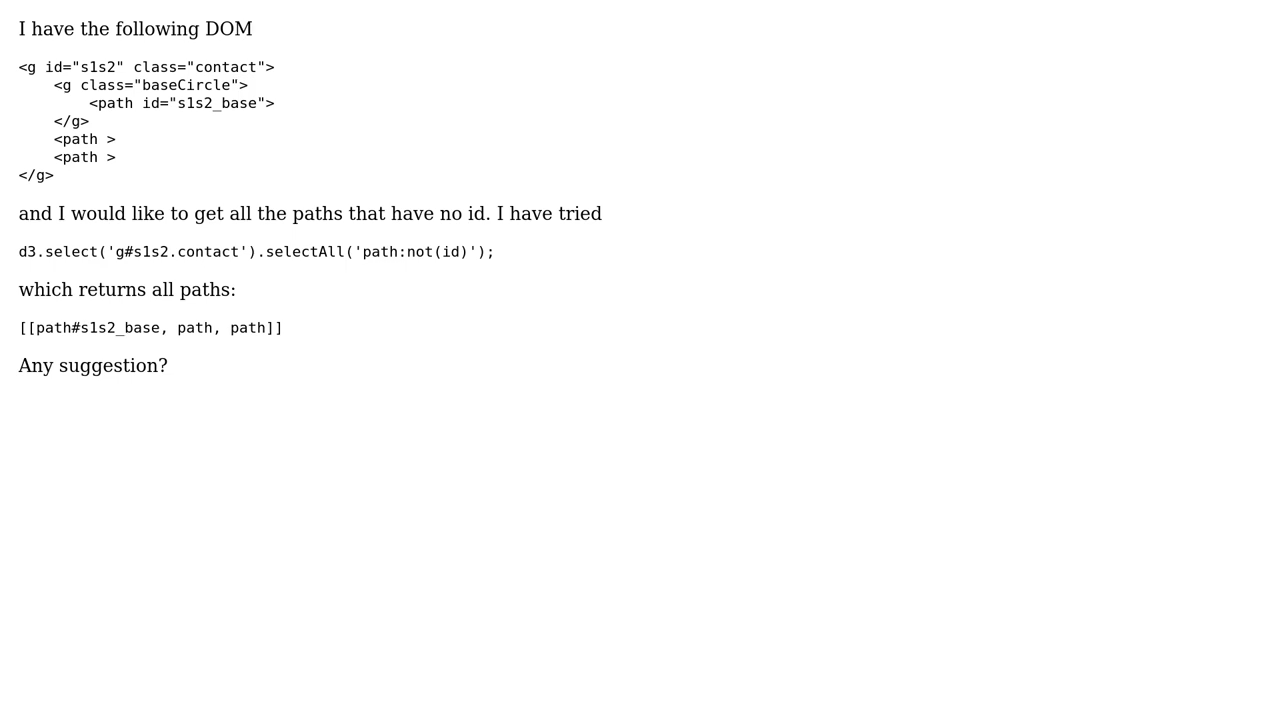 I have the following DOM
<g id="s1s2" class="contact">
    <g class="baseCircle">
        <path id="s1s2_base">
    </g>
    <path >
    <path >
</g>
and I would like to get all the paths that have no id. I have tried
d3.select('g#s1s2.contact').selectAll('path:not(id)');
which returns all paths:
[[path#s1s2_base, path, path]]
Any suggestion?